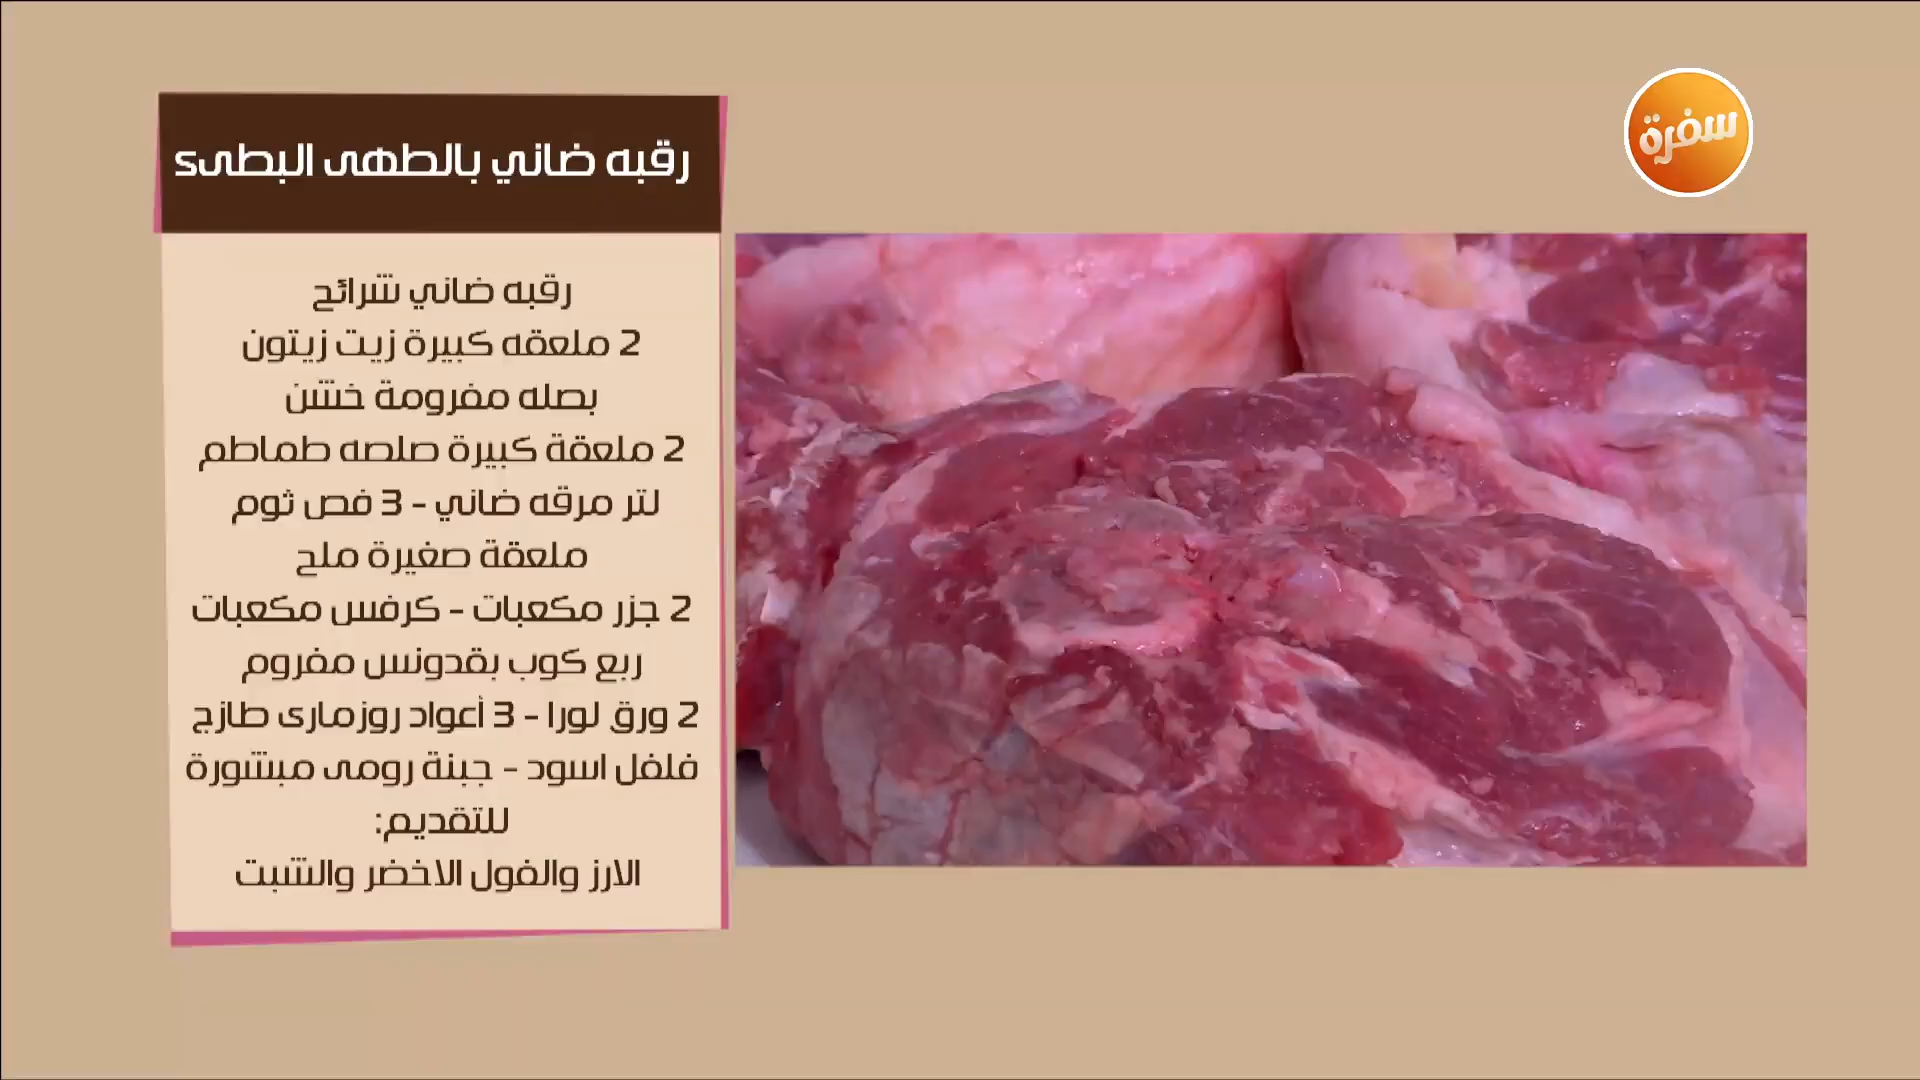 رقبه ضاني بالطهى البطىء
سفرة
رقبه ضاني شرائح
2 ملعقه كبيرة زيت زيتون
بصله مفرومة خشن
2 ملعقة كبيرة صلصه طماطم
لتر مرقه ضاني - 3 فص ثوم
ملعقة صغيرة ملح
2 جزر مكعبات - كرفس مكعبات
ربع كوب بقدونس مفروم
2 ورق لورا - 3 أعواد روزمارى طازج
فلفل اسود - جبنة رومى مبشورة
للتقديم:
الارز والفول الاخضر والشبت